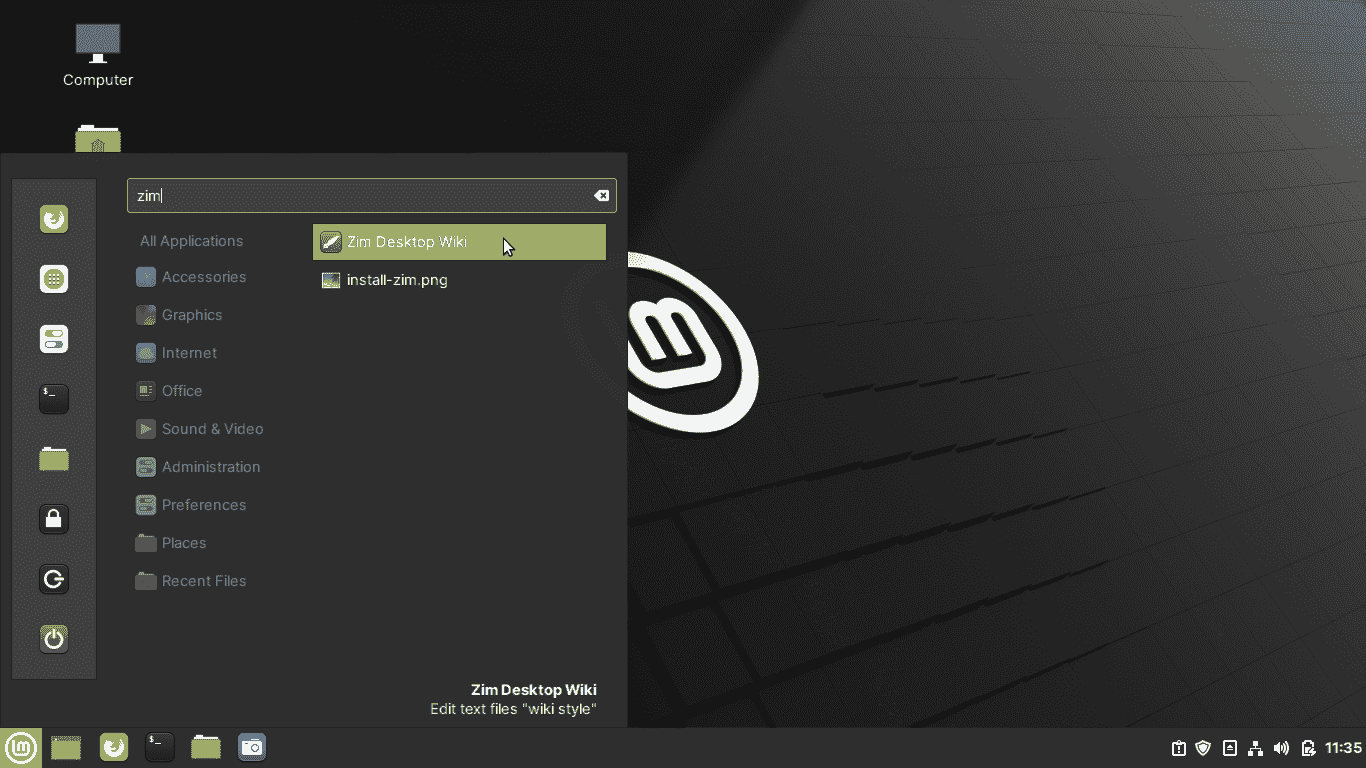 Computer
zim
All Applications
Zim Desktop Wiki
Accessories
install-zim.png
Graphics
Internet
Office
Sound & Video
Administration
Preferences
Places
Recent Files
Zim Desktop Wiki
Edit text files "wiki style"
11:35